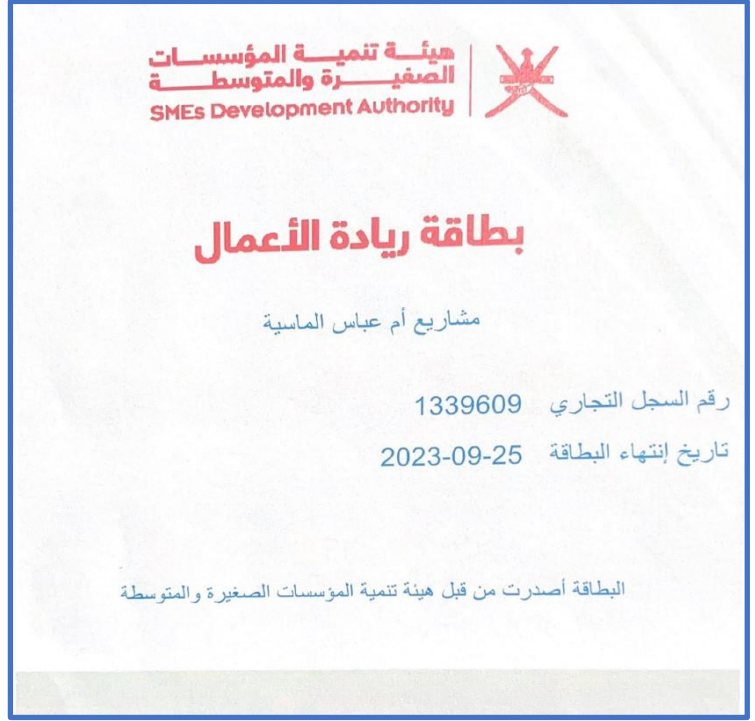 هيئة تنمية المؤسسات
الصغيرة والمتوسطة
SMEs Development Authority
بطاقة ريادة الأعمال
مشاريع أم عباس الماسية
رقم السجل التجاري 1339609
تاريخ إنتهاء البطاقة 2023-09-25
البطاقة أصدرت من قبل هيئة تنمية المؤسسات الصغيرة والمتوسطة